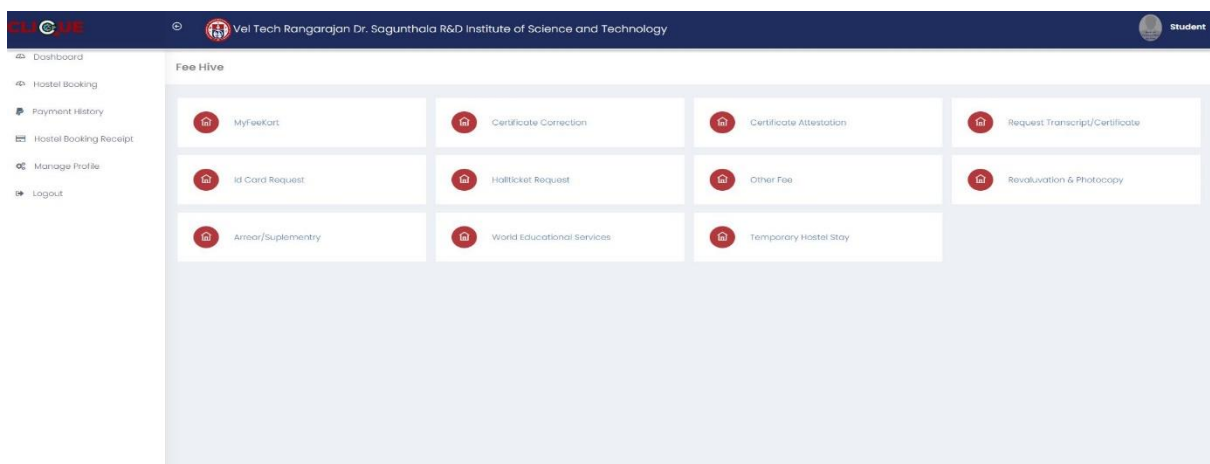 CLIQUE
Vel Tech Rangarajan Dr. Sagunthala R&D Institute of Science and Technology
Student
Dashboard
Hostel Booking
Payment History
Hostel Booking Receipt
Manage Profile
Logout
Fee Hive
MyFeeKart
Certificate Correction
Certificate Attestation
Request Transcript/Certificate
Id Card Request
Hallticket Request
Other Fee
Revaluvation & Photocopy
Arrear/Suplementry
World Educational Services
Temporary Hostel Stay